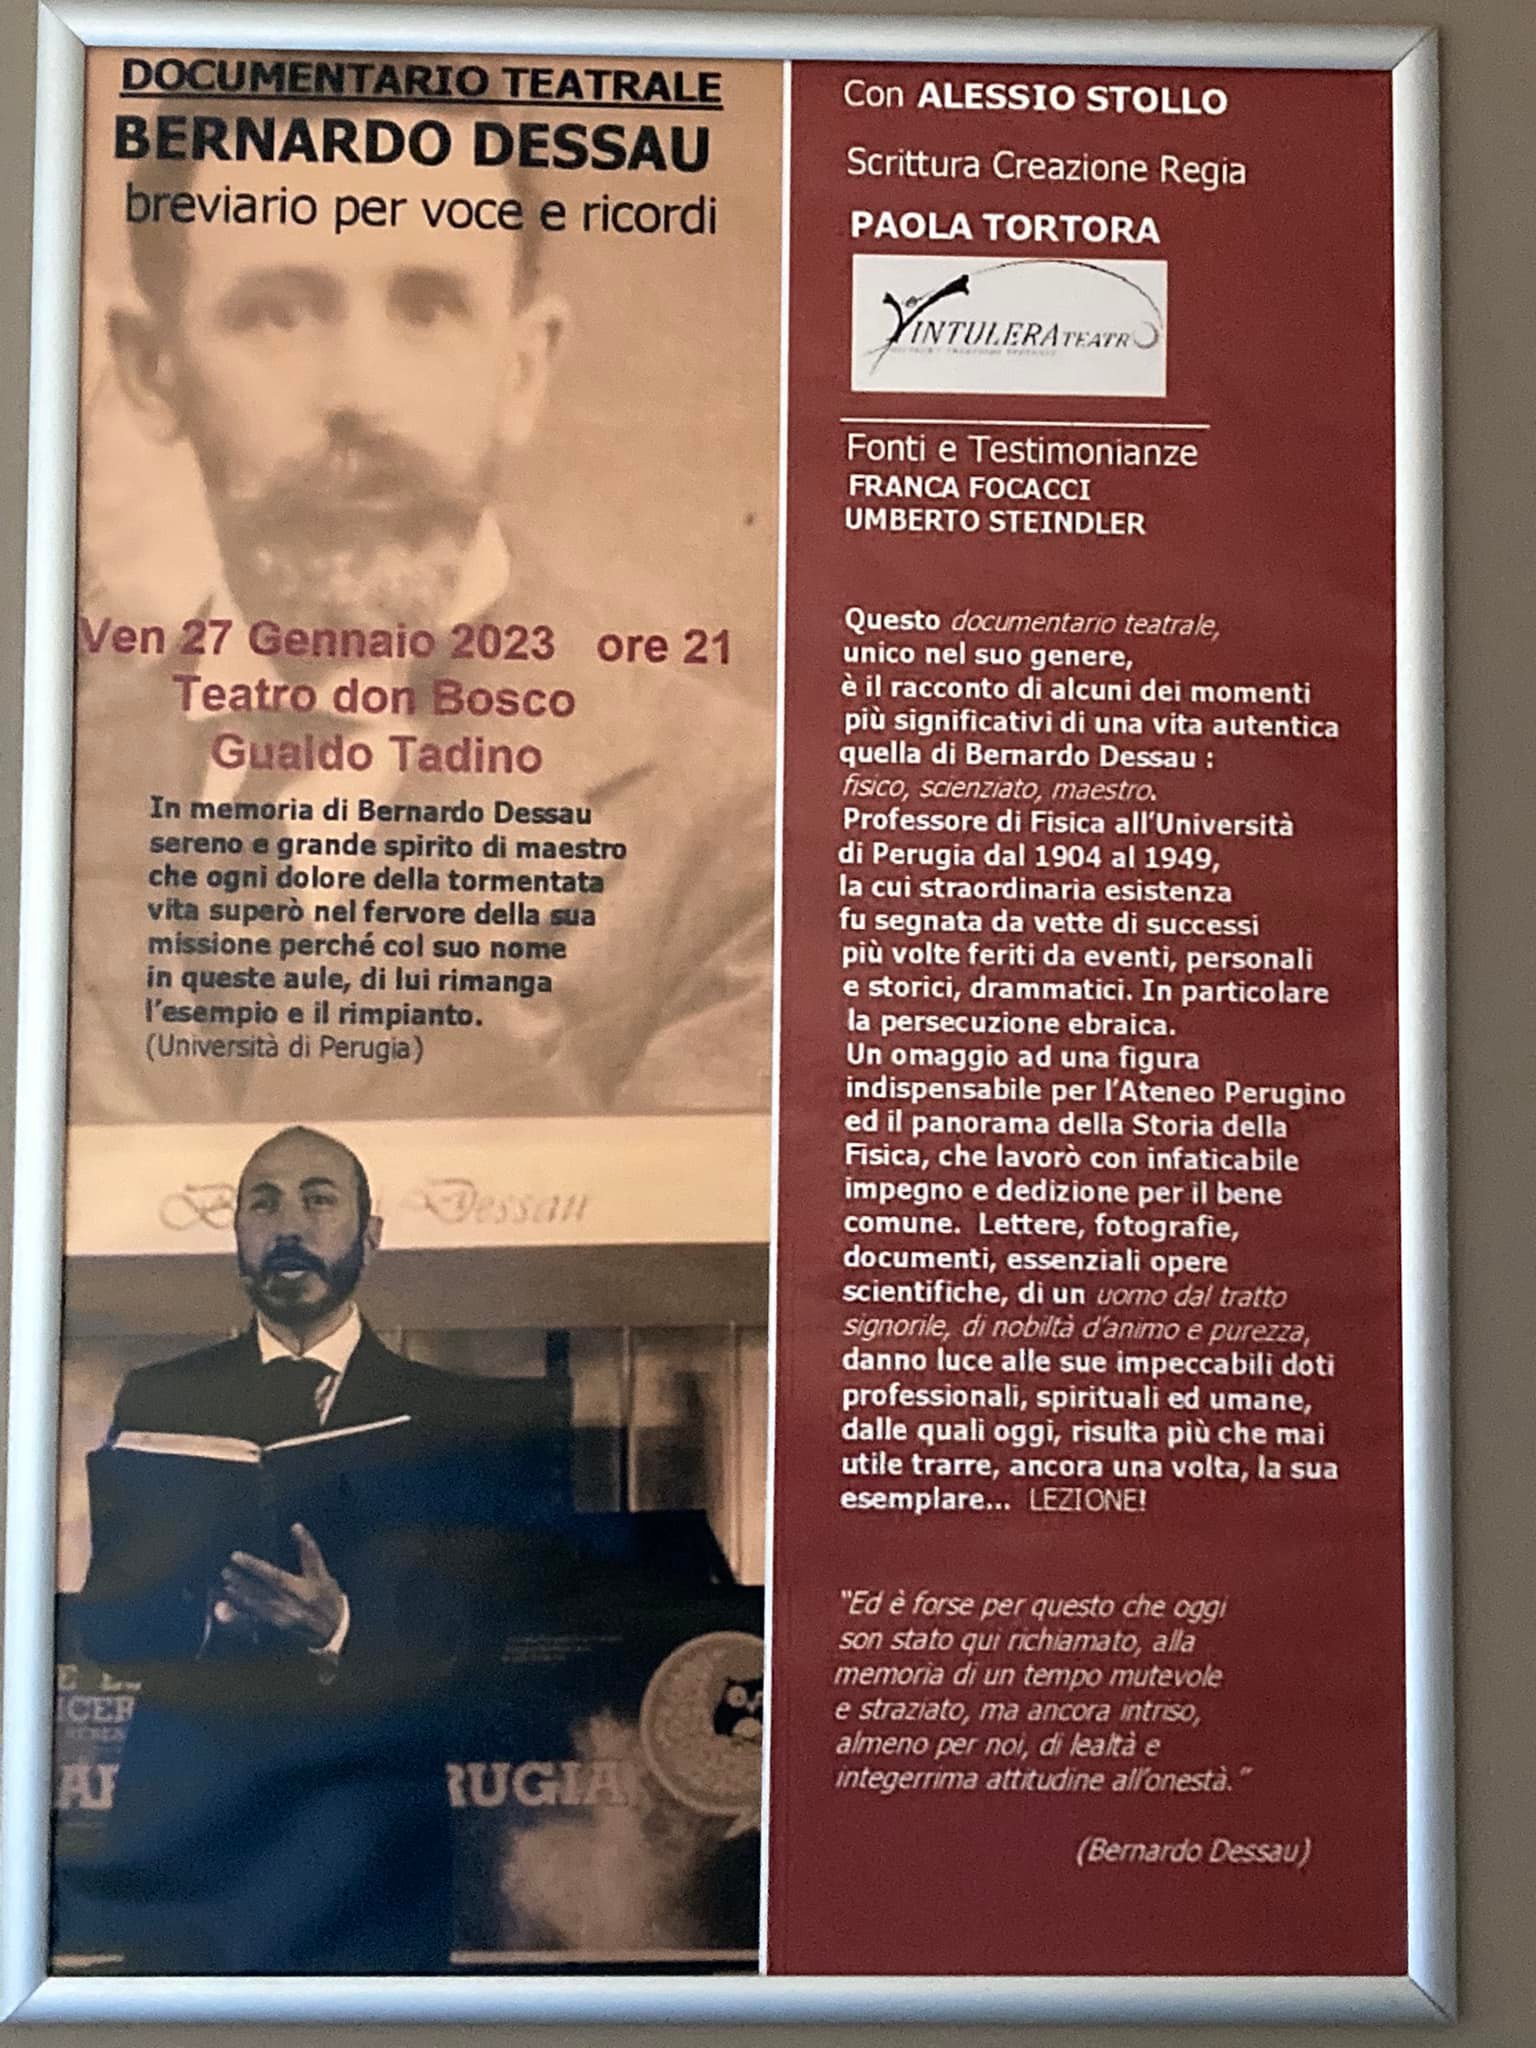 DOCUMENTARIO TEATRALE
BERNARDO DESSAU
breviario per voce e ricordi
Ven 27 Gennaio 2023 ore 21
Teatro don Bosco
Gualdo Tadino
In memoria di Bernardo Dessau
sereno e grande spirito di maestro
che ogni dolore della tormentata
vita superò nel fervore della sua
missione perché col suo nome
in queste aule, di lui rimanga
l'esempio e il rimpianto.
(Università di Perugia)
Dessau
RUGIA
Con ALESSIO STOLLO
Scrittura Creazione Regia
PAOLA TORTORA
VINTULERATEATRO
Fonti e Testimonianze
FRANCA FOCACCI
UMBERTO STEINDLER
Questo documentario teatrale,
unico nel suo genere,
è il racconto di alcuni dei momenti
più significativi di una vita autentica
quella di Bernardo Dessau :
fisico, scienziato, maestro.
Professore di Fisica all'Università
di Perugia dal 1904 al 1949,
la cui straordinaria esistenza
fu segnata da vette di successi
più volte feriti da eventi, personali
e storici, drammatici. In particolare
la persecuzione ebraica.
Un omaggio ad una figura
indispensabile per l'Ateneo Perugino
ed il panorama della Storia della
Fisica, che lavorò con infaticabile
impegno e dedizione per il bene
comune. Lettere, fotografie,
documenti, essenziali opere
scientifiche, di un uomo dal tratto
signorile, di nobiltà d'animo e purezza,
danno luce alle sue impeccabili doti
professionali, spirituali ed umane,
dalle quali oggi, risulta più che mai
utile trarre, ancora una volta, la sua
esemplare... LEZIONE!
"Ed è forse per questo che oggi
son stato qui richiamato, alla
memoria di un tempo mutevole
e straziato, ma ancora intriso,
almeno per noi, di lealtà e
integerrima attitudine all'onestà."
(Bernardo Dessau)